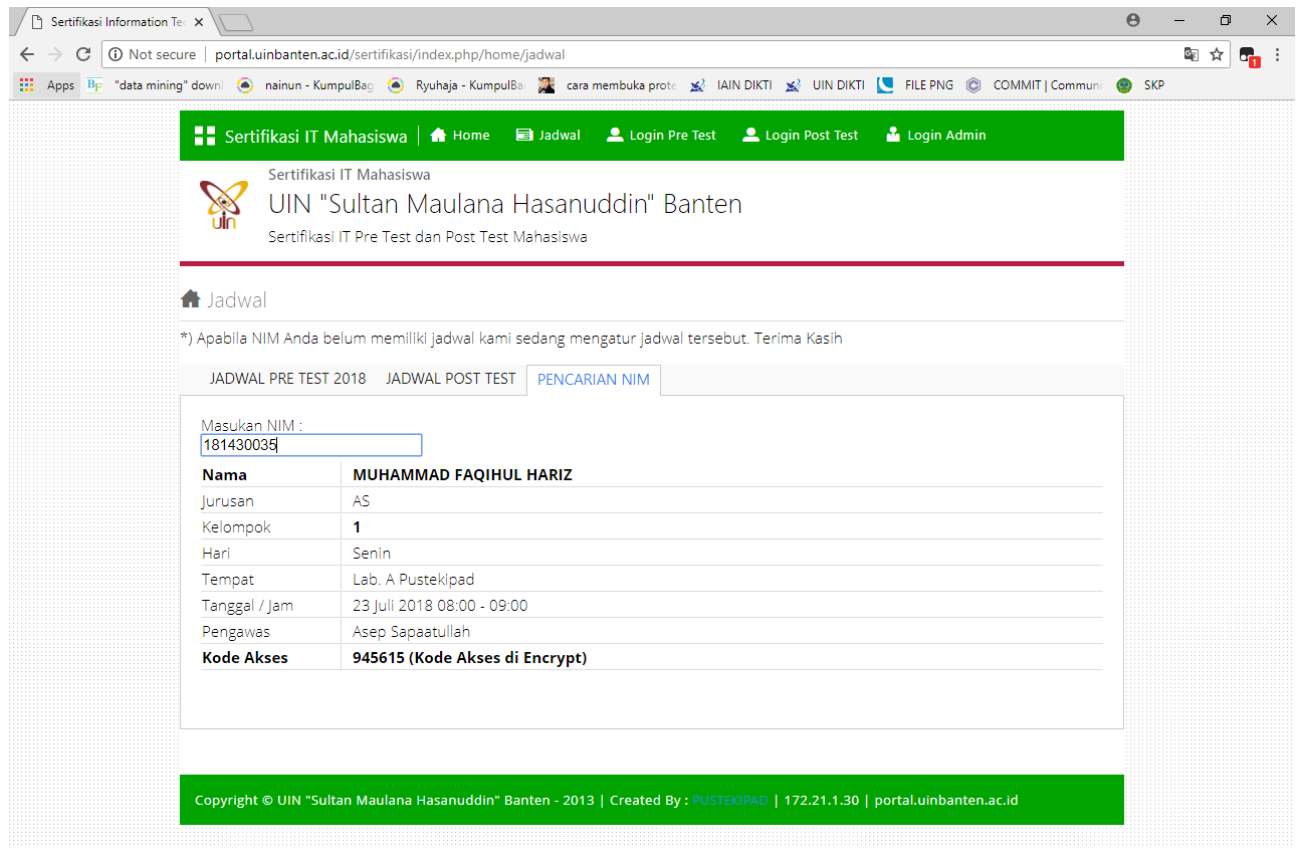 Sertifikasi Information Te
Not secure | portal.uinbanten.ac.id/sertifikasi/index.php/home/jadwal
Apps "data mining" down nainun - KumpulBag Ryuhaja - KumpulBa cara membuka prote IAIN DIKTI UIN DIKTI FILE PNG COMMIT | Communi SKP
Sertifikasi IT Mahasiswa | Home Jadwal Login Pre Test Login Post Test Login Admin
Sertifikasi IT Mahasiswa
uin
UIN "Sultan Maulana Hasanuddin" Banten
Sertifikasi IT Pre Test dan Post Test Mahasiswa
Jadwal
*) Apabila NIM Anda belum memiliki jadwal kami sedang mengatur jadwal tersebut. Terima Kasih
JADWAL PRE TEST 2018 JADWAL POST TEST PENCARIAN NIM
Masukan NIM :
181430035
Nama MUHAMMAD FAQIHUL HARIZ
Jurusan AS
Kelompok 1
Hari Senin
Tempat Lab. A Pustekipad
Tanggal / Jam 23 Juli 2018 08:00 - 09:00
Pengawas Asep Sapaatullah
Kode Akses 945615 (Kode Akses di Encrypt)
Copyright © UIN "Sultan Maulana Hasanuddin" Banten - 2013 | Created By : PUSTEKIPAD | 172.21.1.30 | portal.uinbanten.ac.id